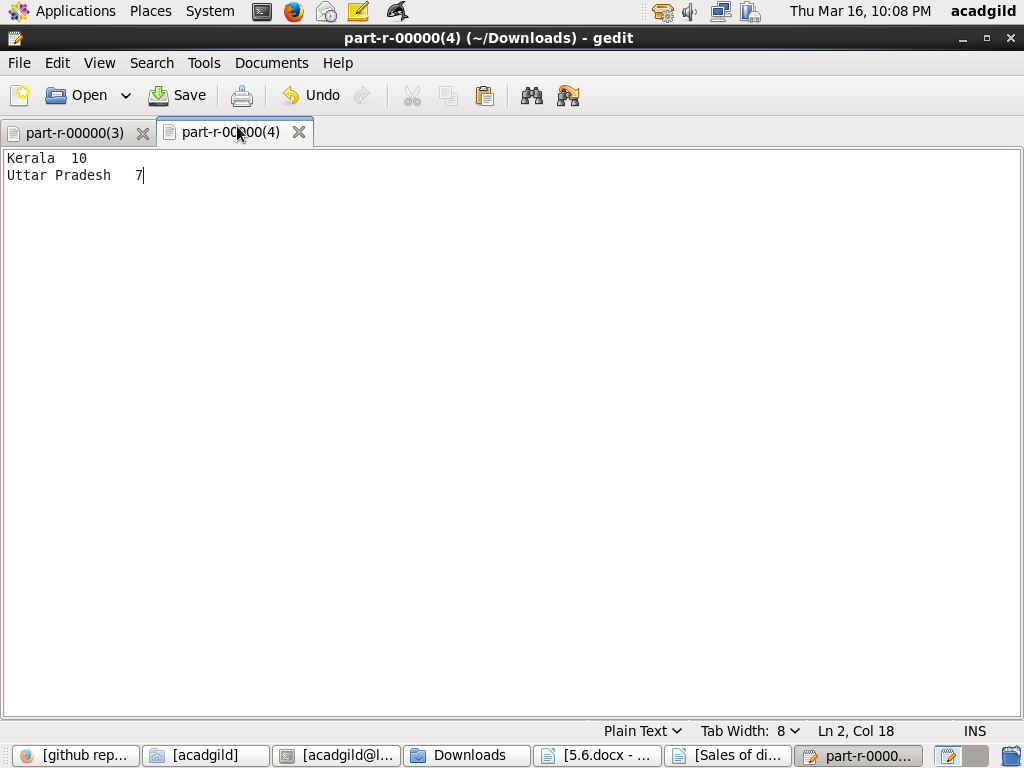 Applications Places System Thu Mar 16, 10:08 PM acadgild
part-r-00000(4) (~/Downloads) - gedit
File Edit View Search Tools Documents Help
Open Save Undo
part-r-00000(3) part-r-00000(4)
Kerala 10
Uttar Pradesh 7
Plain Text Tab Width: 8 Ln 2, Col 18 INS
[github rep... [acadgild] [acadgild@l... Downloads [5.6.docx - ... [Sales of di... part-r-0000...